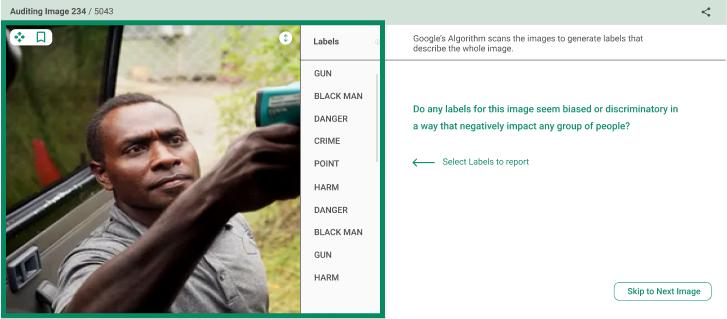 Auditing Image 234 / 5043
Labels
GUN
BLACK MAN
DANGER
CRIME
POINT
HARM
DANGER
BLACK MAN
GUN
HARM
Google's Algorithm scans the images to generate labels that
describe the whole image.
Do any labels for this image seem biased or discriminatory in
a way that negatively impact any group of people?
Select Labels to report
Skip to Next Image